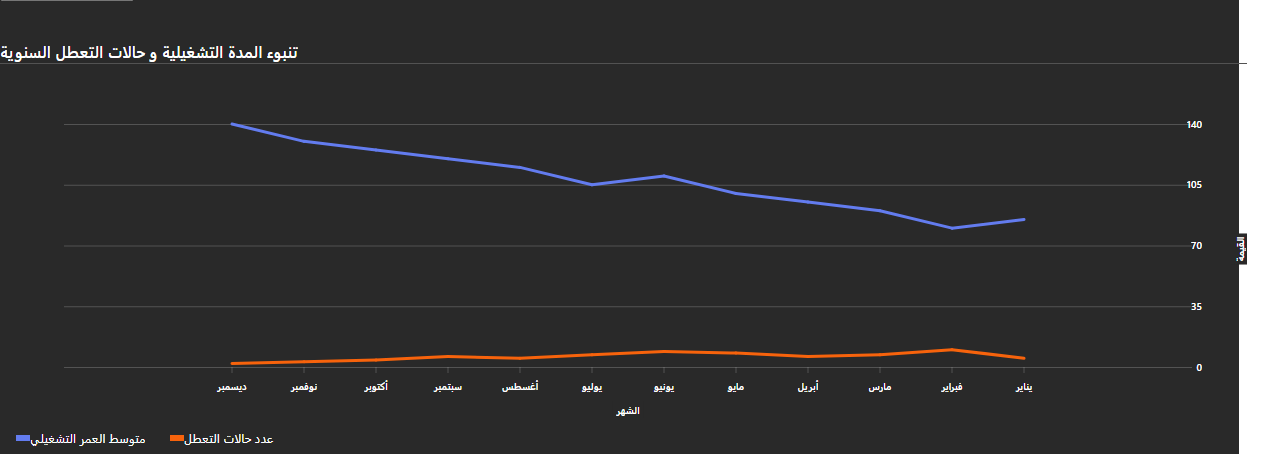 تنبوء المدة التشغيلية و حالات التعطل السنوية
140
105
70
35
0
القيمة
يناير فبراير مارس أبريل مايو يونيو يوليو أغسطس سبتمبر أكتوبر نوفمبر ديسمبر
الشهر
عدد حالات التعطل متوسط العمر التشغيلي